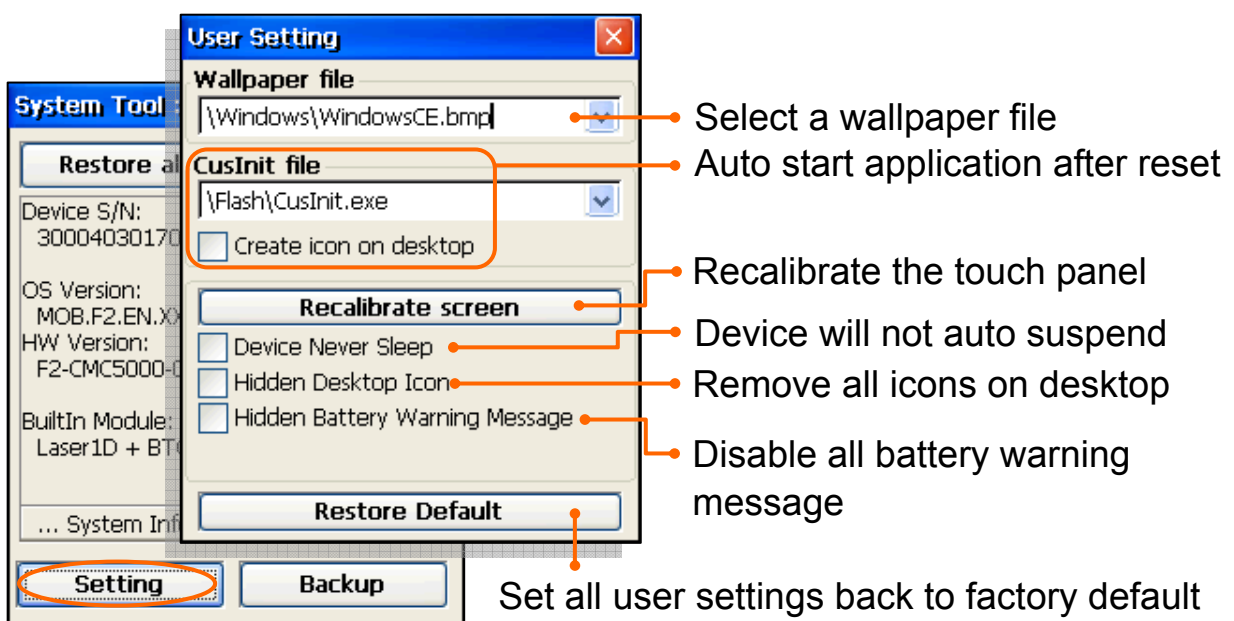 User Setting
Wallpaper file
\Windows\WindowsCE.bmp
CusInit file
\Flash\CusInit.exe
Create icon on desktop
Recalibrate screen
Device Never Sleep
Hidden Desktop Icon
Hidden Battery Warning Message
Restore Default
System Tool
Restore
Device S/N:
30004030170
OS Version:
MOB.F2.EN.
HW Version:
F2-CMC5000-
BuiltIn Module:
Laser1D +
... System
Setting
Backup
Select a wallpaper file
Auto start application after reset
Recalibrate the touch panel
Device will not auto suspend
Remove all icons on desktop
Disable all battery warning
message
Set all user settings back to factory default